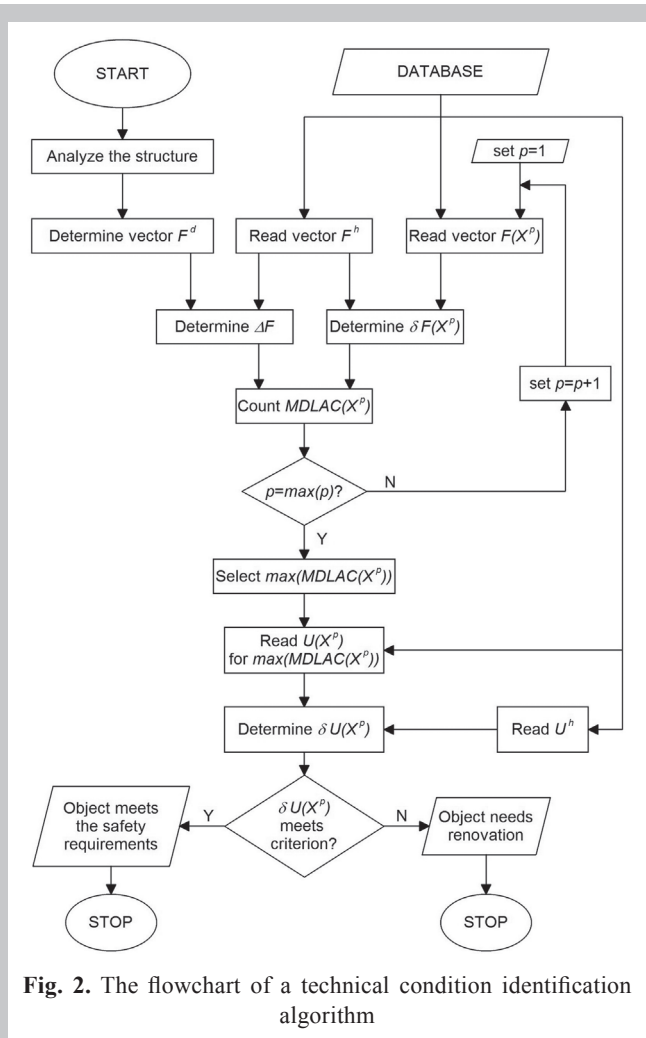 START
DATABASE
Analyze the structure
set p=1
Determine vector F^d
Read vector F^h
Read vector F(X^p)
Determine ΔF
Determine δF(X^p)
set p=p+1
Count MDLAC(X^p)
p=max(p)?
N
Y
Select max(MDLAC(X^p))
Read U(X^p)
for max(MDLAC(X^p))
Determine δU(X^p)
Read U^h
Object meets
the safety
requirements
Y
δU(X^p)
meets
criterion?
N
Object needs
renovation
STOP
STOP
Fig. 2. The flowchart of a technical condition identification
algorithm